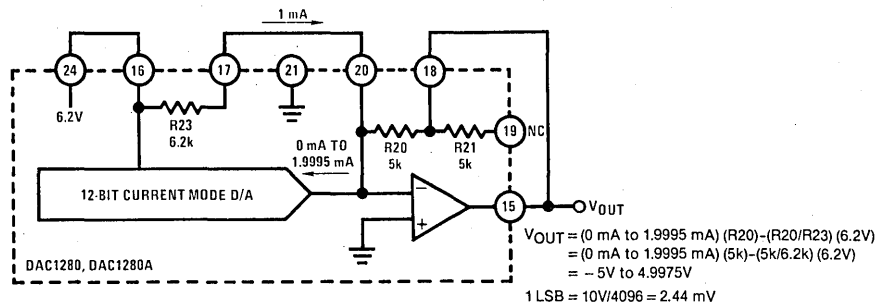 1 mA
24
16
17
21
20
18
6.2V
R23
6.2k
0 mA TO
1.9995 mA
R20
5k
R21
5k
19
NC
12-BIT CURRENT MODE D/A
−
+
15
VOUT
VOUT = (0 mA to 1.9995 mA) (R20)-(R20/R23) (6.2V)
= (0 mA to 1.9995 mA) (5k)-(5k/6.2k) (6.2V)
= -5V to 4.9975V
DAC1280, DAC1280A
1 LSB = 10V/4096 = 2.44 mV